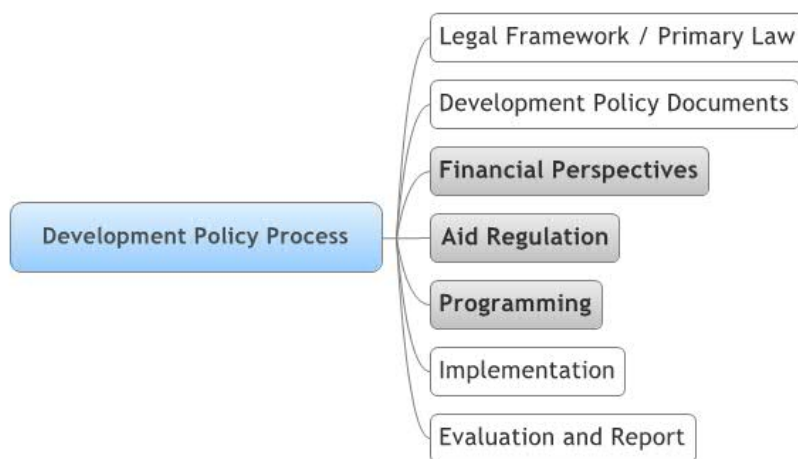 Legal Framework / Primary Law
Development Policy Documents
Financial Perspectives
Development Policy Process
Aid Regulation
Programming
Implementation
Evaluation and Report